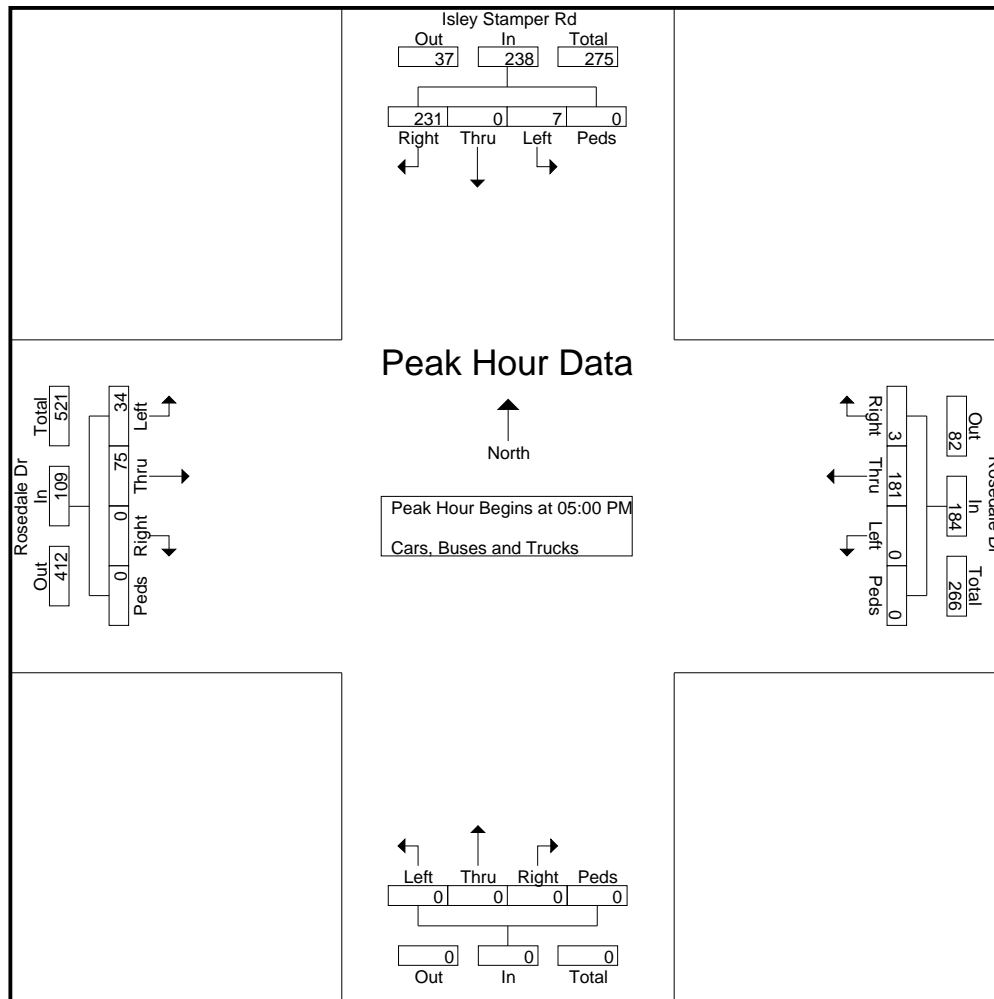 Isley Stamper Rd
Out In Total
37 238 275
231 0 7 0
Right Thru Left Peds
Peak Hour Data
North
Peak Hour Begins at 05:00 PM
Cars, Buses and Trucks
Rosedale Dr
Out In Total
412 109 521
34 75 0 0
Left Thru Right Peds
Right Thru Left Peds
3 181 0 0
82 184 266
Out In Total
Rosedale Dr
Left Thru Right Peds
0 0 0 0
0 0 0
Out In Total